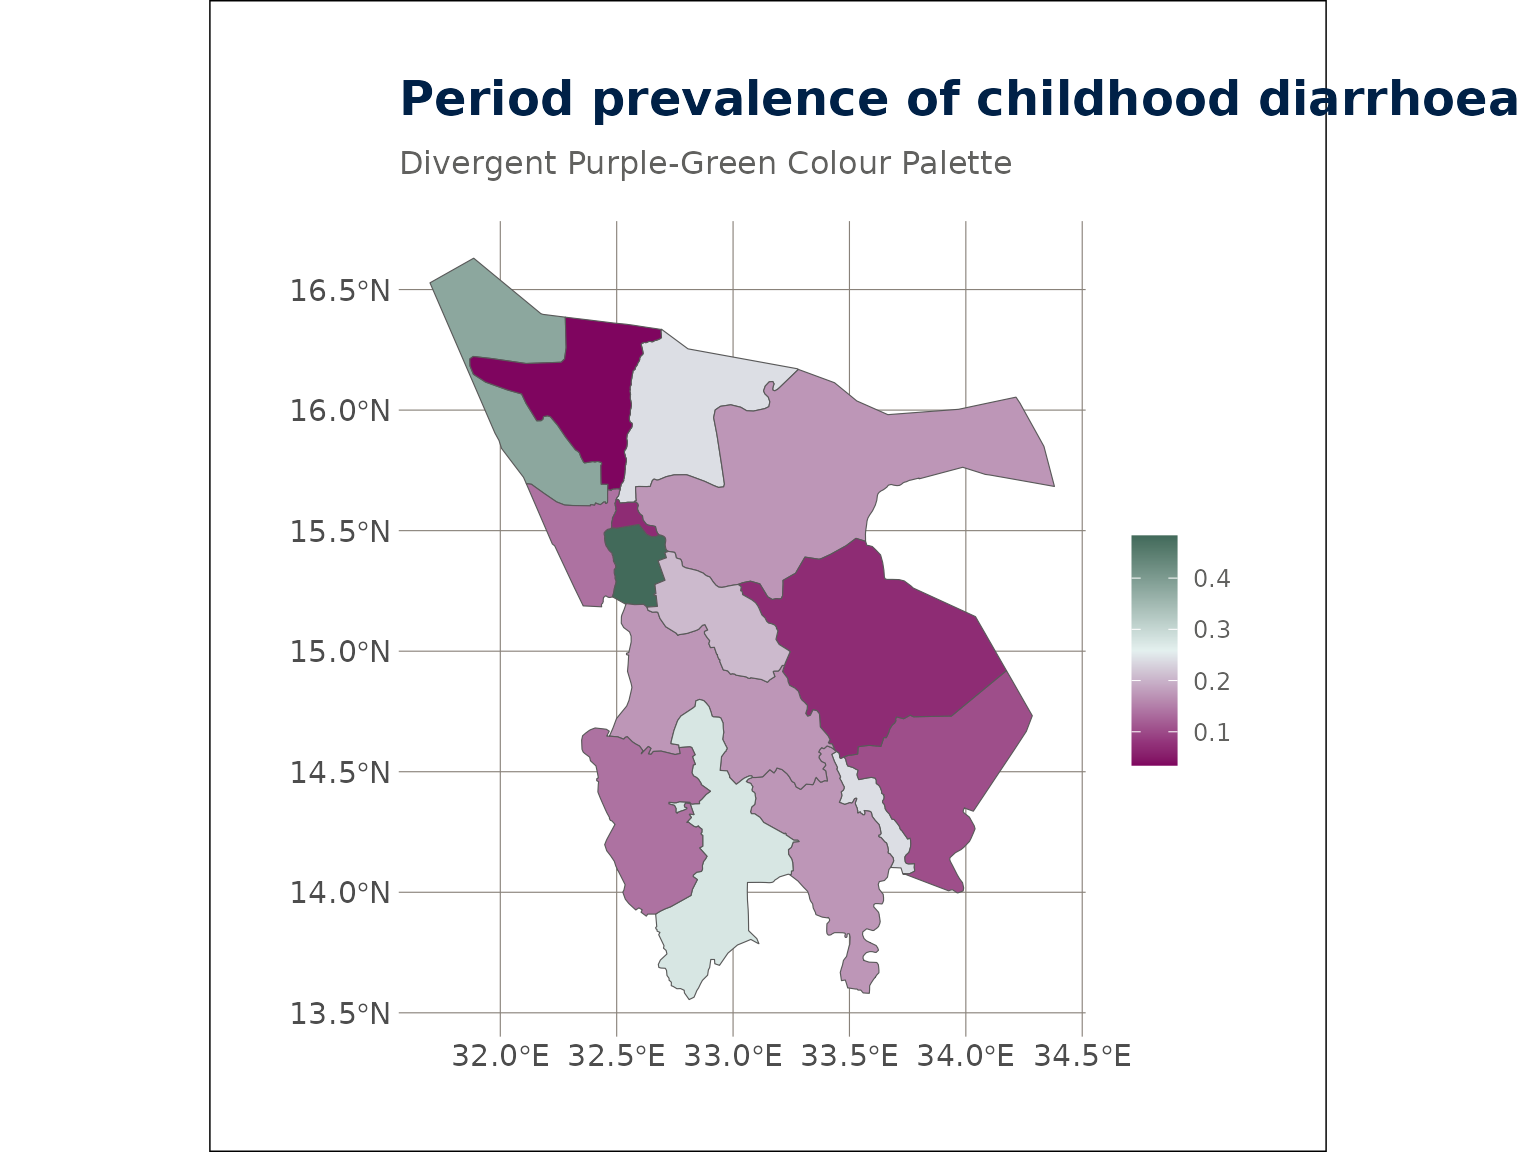 Period prevalence of childhood diarrhoea
Divergent Purple-Green Colour Palette
16.5°N
16.0°N
15.5°N
15.0°N
14.5°N
14.0°N
13.5°N
32.0°E 32.5°E 33.0°E 33.5°E 34.0°E 34.5°E
0.4
0.3
0.2
0.1